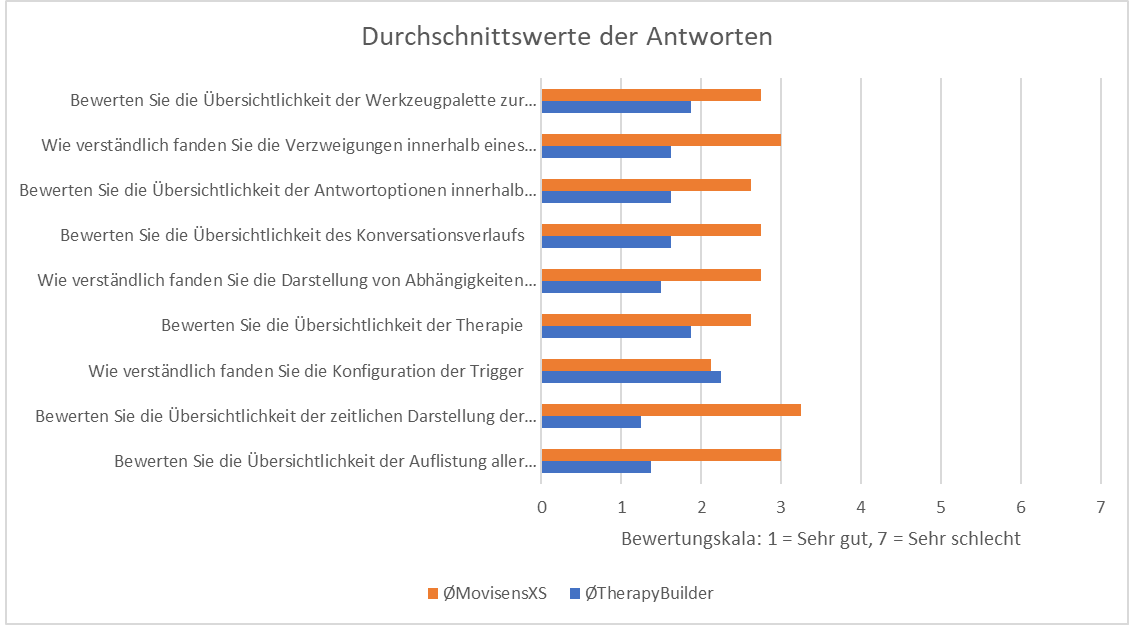 Durchschnittswerte der Antworten
Bewerten Sie die Übersichtlichkeit der Werkzeugpalette zur...
Wie verständlich fanden Sie die Verzweigungen innerhalb eines...
Bewerten Sie die Übersichtlichkeit der Antwortoptionen innerhalb...
Bewerten Sie die Übersichtlichkeit des Konversationsverlaufs
Wie verständlich fanden Sie die Darstellung von Abhängigkeiten...
Bewerten Sie die Übersichtlichkeit der Therapie
Wie verständlich fanden Sie die Konfiguration der Trigger
Bewerten Sie die Übersichtlichkeit der zeitlichen Darstellung der...
Bewerten Sie die Übersichtlichkeit der Auflistung aller...
0 1 2 3 4 5 6 7
Bewertungskala: 1 = Sehr gut, 7 = Sehr schlecht
ØMovisensXS ØTherapyBuilder